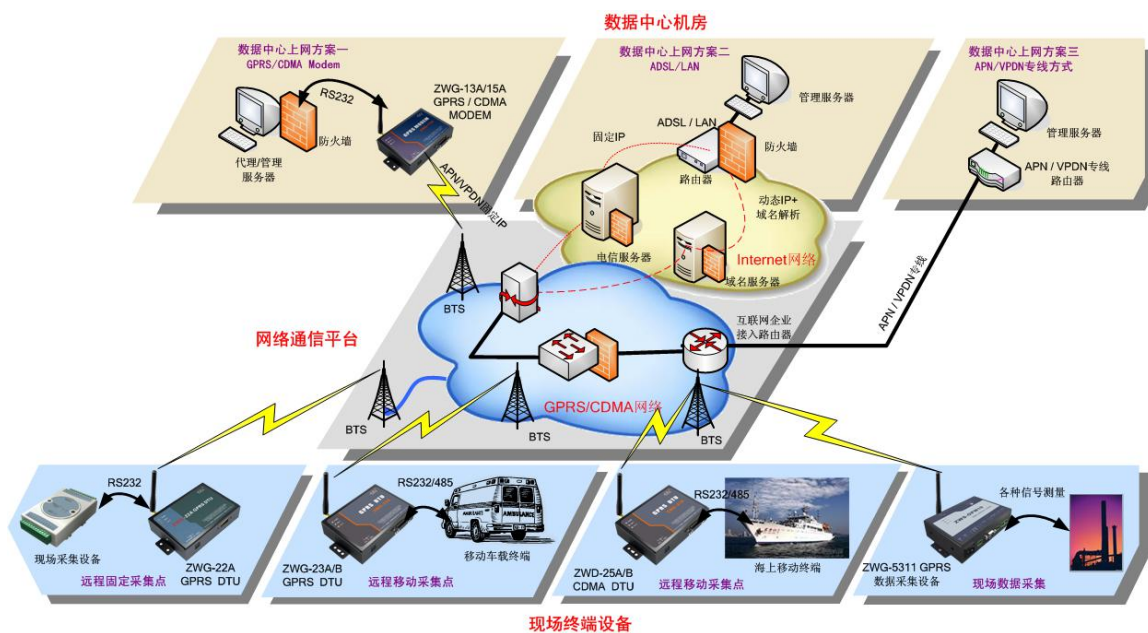 数据中心机房
数据中心上网方案一
GPRS/CDMA Modem
RS232
ZWG-13A/15A
GPRS / CDMA
MODEM
防火墙
代理/管理
服务器
APN/VPDN固定IP
数据中心上网方案二
ADSL/LAN
管理服务器
ADSL / LAN
固定IP
防火墙
路由器
动态IP+
域名解析
电信服务器
Internet网络
域名服务器
数据中心上网方案三
APN/VPDN专线方式
管理服务器
APN / VPDN专线
路由器
APN / VPDN专线
BTS
互联网企业
接入路由器
网络通信平台
GPRS/CDMA网络
BTS
BTS
BTS
RS232
现场采集设备
ZWG-22A
GPRS DTU
远程固定采集点
RS232/485
AMBULANCE
移动车载终端
ZWG-23A/B
GPRS DTU
远程移动采集点
RS232/485
海上移动终端
ZWD-25A/B
CDMA DTU
远程移动采集点
各种信号测量
ZWG-5311 GPRS
数据采集设备
现场数据采集
现场终端设备